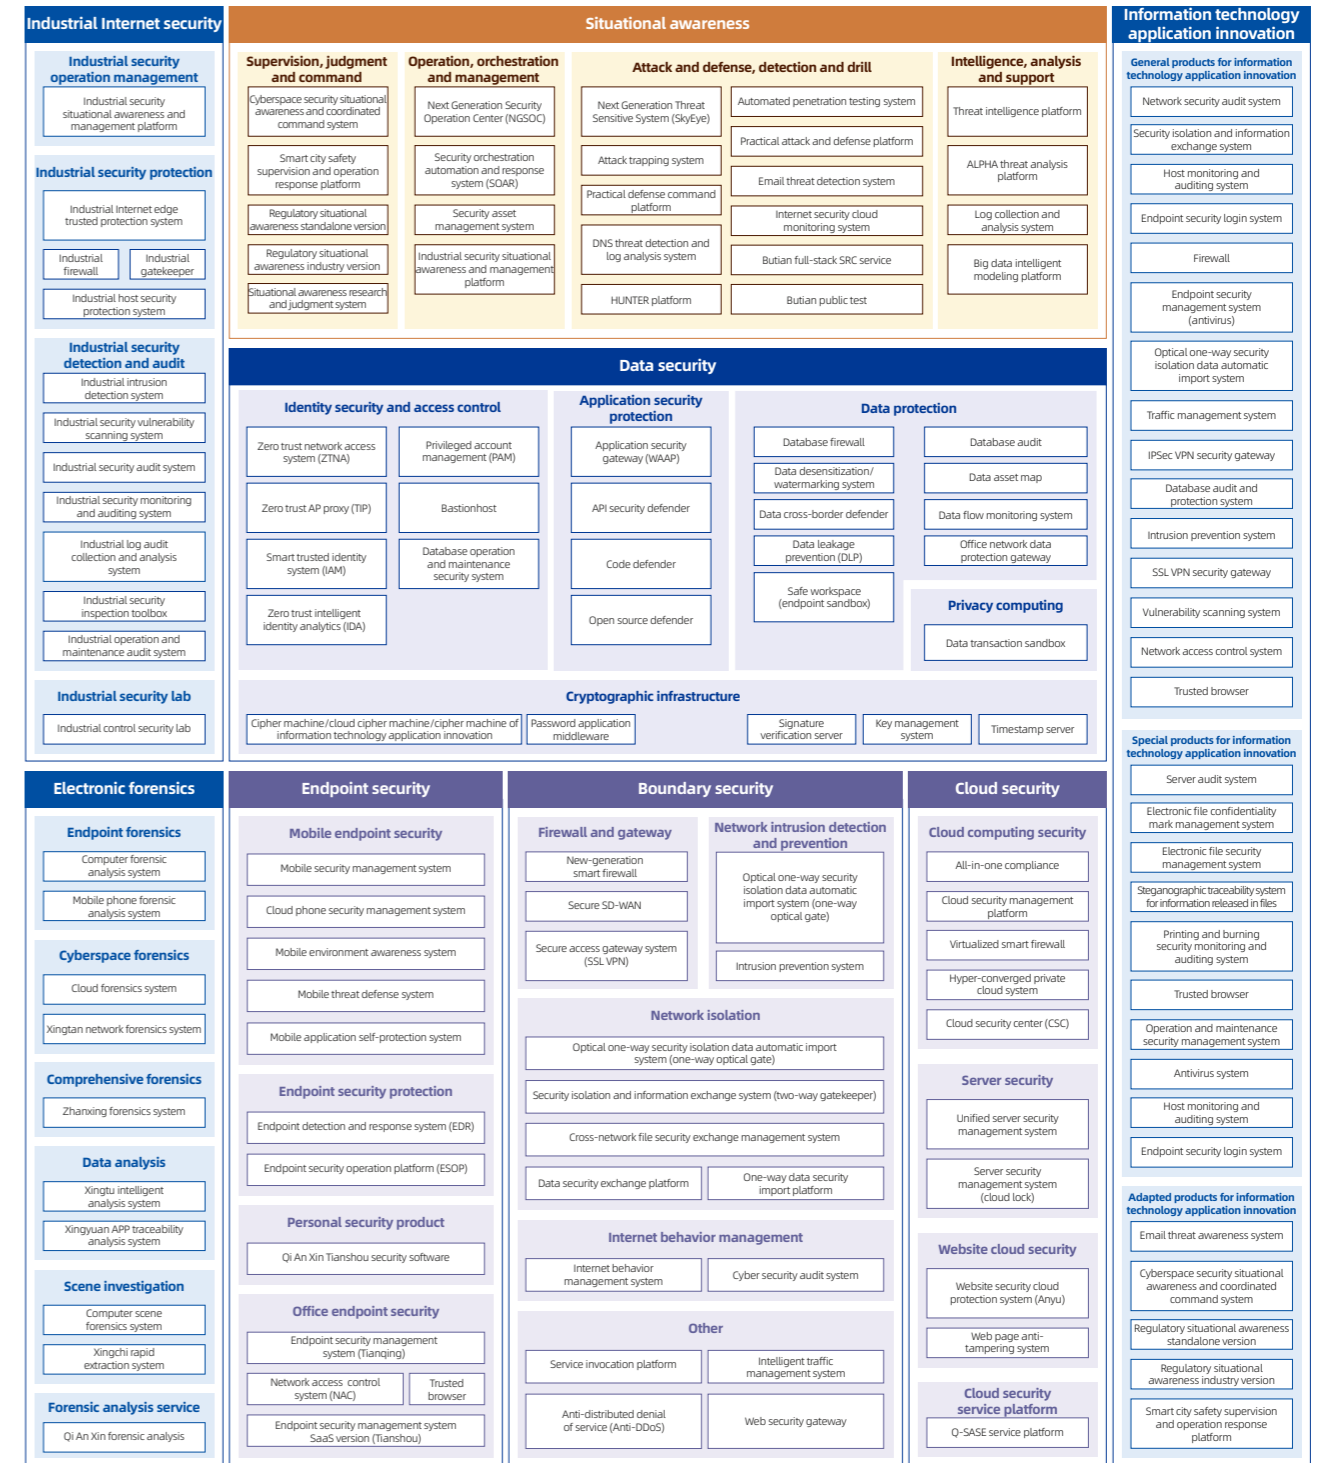 Industrial Internet security
Industrial security
operation management
Industrial security
situational awareness and
management platform
Industrial security protection
Industrial Internet edge
trusted protection system
Industrial
firewall
Industrial
gatekeeper
Industrial host security
protection system
Industrial security
detection and audit
Industrial intrusion
detection system
Industrial security vulnerability
scanning system
Industrial security audit system
Industrial security monitoring
and auditing system
Industrial log audit
collection and analysis
system
Industrial security
inspection toolbox
Industrial operation and
maintenance audit system
Industrial security lab
Industrial control security lab
Situational awareness
Supervision, judgment
and command
Cyberspace security situational
awareness and coordinated
command system
Smart city safety
supervision and operation
response platform
Regulatory situational
awareness standalone version
Regulatory situational
awareness industry version
Situational awareness research
and judgment system
Operation, orchestration
and management
Next Generation Security
Operation Center (NGSOC)
Security orchestration
automation and response
system (SOAR)
Security asset
management system
Industrial security situational
awareness and management
platform
Attack and defense, detection and drill
Next Generation Threat
Sensitive System (SkyEye)
Attack trapping system
Practical defense command
platform
DNS threat detection and
log analysis system
HUNTER platform
Automated penetration testing system
Practical attack and defense platform
Email threat detection system
Internet security cloud
monitoring system
Butian full-stack SRC service
Butian public test
Intelligence, analysis
and support
Threat intelligence platform
ALPHA threat analysis
platform
Log collection and
analysis system
Big data intelligent
modeling platform
Data security
Identity security and access control
Zero trust network access
system (ZTNA)
Zero trust AP proxy (TIP)
Smart trusted identity
system (IAM)
Zero trust intelligent
identity analytics (IDA)
Privileged account
management (PAM)
Bastionhost
Database operation
and maintenance
security system
Application security
protection
Application security
gateway (WAAP)
API security defender
Code defender
Open source defender
Data protection
Database firewall
Data desensitization/
watermarking system
Data cross-border defender
Data leakage
prevention (DLP)
Safe workspace
(endpoint sandbox)
Database audit
Data asset map
Data flow monitoring system
Office network data
protection gateway
Privacy computing
Data transaction sandbox
Cryptographic infrastructure
Cipher machine/cloud cipher machine/cipher machine of
information technology application innovation
Password application
middleware
Signature
verification server
Key management
system
Timestamp server
Information technology
application innovation
General products for information
technology application innovation
Network security audit system
Security isolation and information
exchange system
Host monitoring and
auditing system
Endpoint security login system
Firewall
Endpoint security
management system
(antivirus)
Optical one-way security
isolation data automatic
import system
Traffic management system
IPSec VPN security gateway
Database audit and
protection system
Intrusion prevention system
SSL VPN security gateway
Vulnerability scanning system
Network access control system
Trusted browser
Special products for information
technology application innovation
Server audit system
Electronic file confidentiality
mark management system
Electronic file security
management system
Steganographic traceability system
for information released in files
Printing and burning
security monitoring and
auditing system
Trusted browser
Operation and maintenance
security management system
Antivirus system
Host monitoring and
auditing system
Endpoint security login system
Adapted products for information
technology application innovation
Email threat awareness system
Cyberspace security situational
awareness and coordinated
command system
Regulatory situational awareness
standalone version
Regulatory situational
awareness industry version
Smart city safety supervision
and operation response
platform
Electronic forensics
Endpoint forensics
Computer forensic
analysis system
Mobile phone forensic
analysis system
Cyberspace forensics
Cloud forensics system
Xingtan network forensics system
Comprehensive forensics
Zhanxing forensics system
Data analysis
Xingtu intelligent
analysis system
Xingyuan APP traceability
analysis system
Scene investigation
Computer scene
forensics system
Xingchi rapid
extraction system
Forensic analysis service
Qi An Xin forensic analysis
Endpoint security
Mobile endpoint security
Mobile security management system
Cloud phone security management system
Mobile environment awareness system
Mobile threat defense system
Mobile application self-protection system
Endpoint security protection
Endpoint detection and response system (EDR)
Endpoint security operation platform (ESOP)
Personal security product
Qi An Xin Tianshou security software
Office endpoint security
Endpoint security management
system (Tianqing)
Network access control
system (NAC)
Trusted
browser
Endpoint security management system
SaaS version (Tianshou)
Boundary security
Firewall and gateway
New-generation
smart firewall
Secure SD-WAN
Secure access gateway system
(SSL VPN)
Network intrusion detection
and prevention
Optical one-way security
isolation data automatic
import system (one-way
optical gate)
Intrusion prevention system
Network isolation
Optical one-way security isolation data automatic import
system (one-way optical gate)
Security isolation and information exchange system (two-way gatekeeper)
Cross-network file security exchange management system
Data security exchange platform
One-way data security
import platform
Internet behavior management
Internet behavior
management system
Cyber security audit system
Other
Service invocation platform
Intelligent traffic
management system
Anti-distributed denial
of service (Anti-DDoS)
Web security gateway
Cloud security
Cloud computing security
All-in-one compliance
Cloud security management
platform
Virtualized smart firewall
Hyper-converged private
cloud system
Cloud security center (CSC)
Server security
Unified server security
management system
Server security
management system
(cloud lock)
Website cloud security
Website security cloud
protection system (Anyu)
Web page anti-
tampering system
Cloud security
service platform
Q-SASE service platform